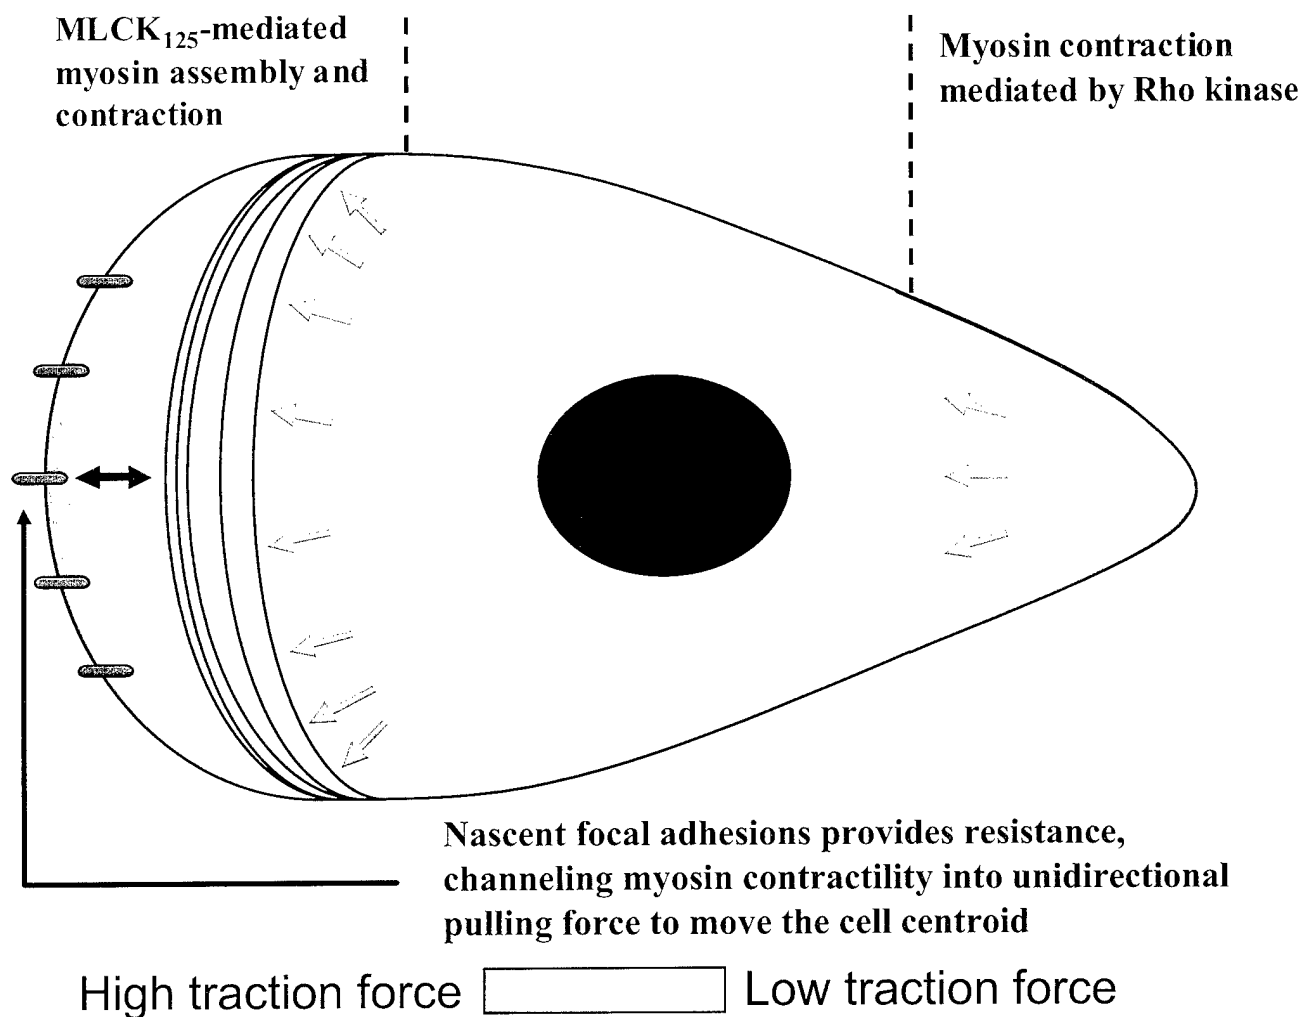 MLCK125-mediated
myosin assembly and
contraction
Myosin contraction
mediated by Rho kinase
Nascent focal adhesions provides resistance,
channeling myosin contractility into unidirectional
pulling force to move the cell centroid
High traction force Low traction force